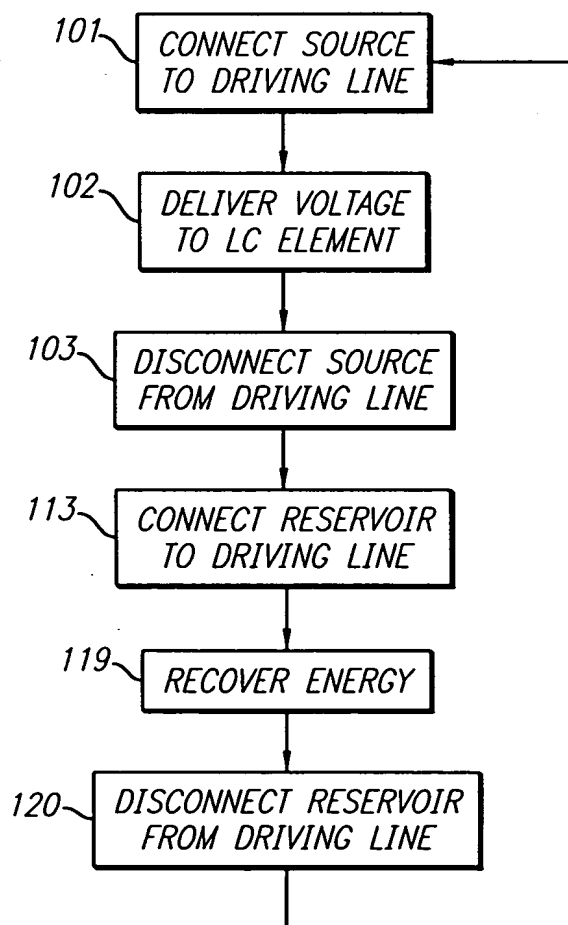 101
CONNECT SOURCE
TO DRIVING LINE
102
DELIVER VOLTAGE
TO LC ELEMENT
103
DISCONNECT SOURCE
FROM DRIVING LINE
113
CONNECT RESERVOIR
TO DRIVING LINE
119
RECOVER ENERGY
120
DISCONNECT RESERVOIR
FROM DRIVING LINE